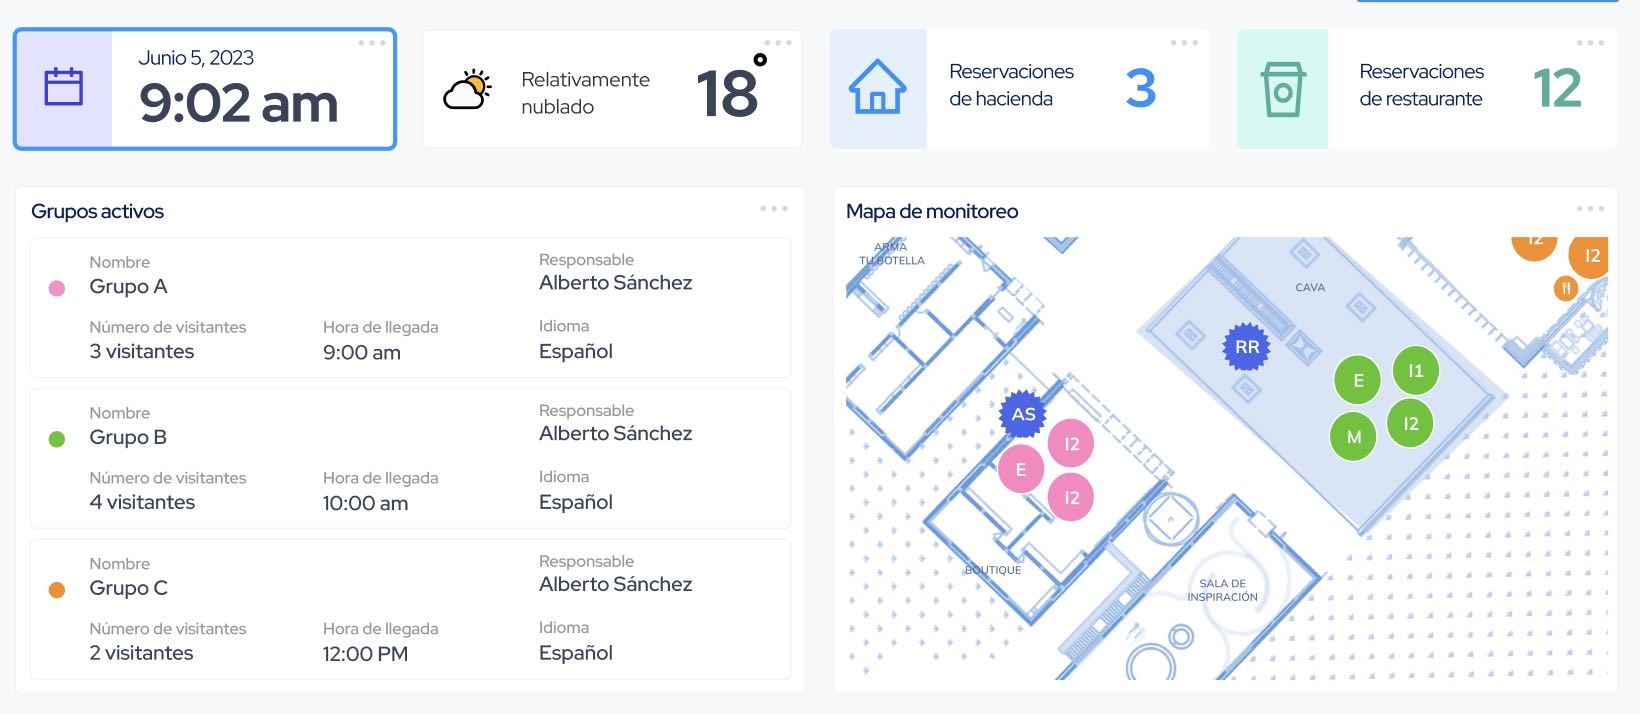 Junio 5, 2023
9:02 am
Relativamente
nublado
18°
Reservaciones
de hacienda
3
Reservaciones
de restaurante
12
Grupos activos
Nombre
Grupo A
Responsable
Alberto Sánchez
Número de visitantes
3 visitantes
Hora de llegada
9:00 am
Idioma
Español
Nombre
Grupo B
Responsable
Alberto Sánchez
Número de visitantes
4 visitantes
Hora de llegada
10:00 am
Idioma
Español
Nombre
Grupo C
Responsable
Alberto Sánchez
Número de visitantes
2 visitantes
Hora de llegada
12:00 PM
Idioma
Español
Mapa de monitoreo
ARMA
TU BOTELLA
CAVA
I2
I2
RR
E
I1
M
I2
AS
I2
E
I2
BOUTIQUE
SALA DE
INSPIRACIÓN